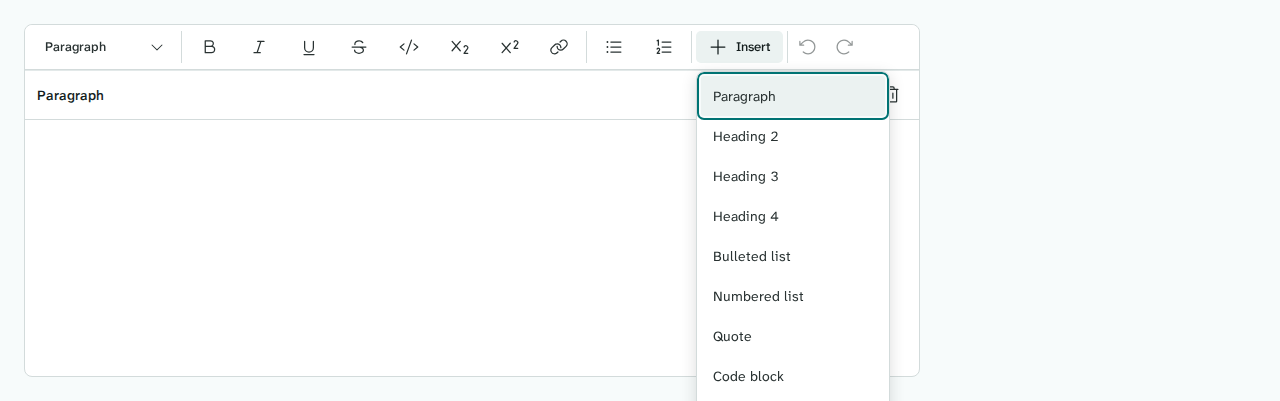 Paragraph
Insert
Paragraph
Paragraph
Heading 2
Heading 3
Heading 4
Bulleted list
Numbered list
Quote
Code block